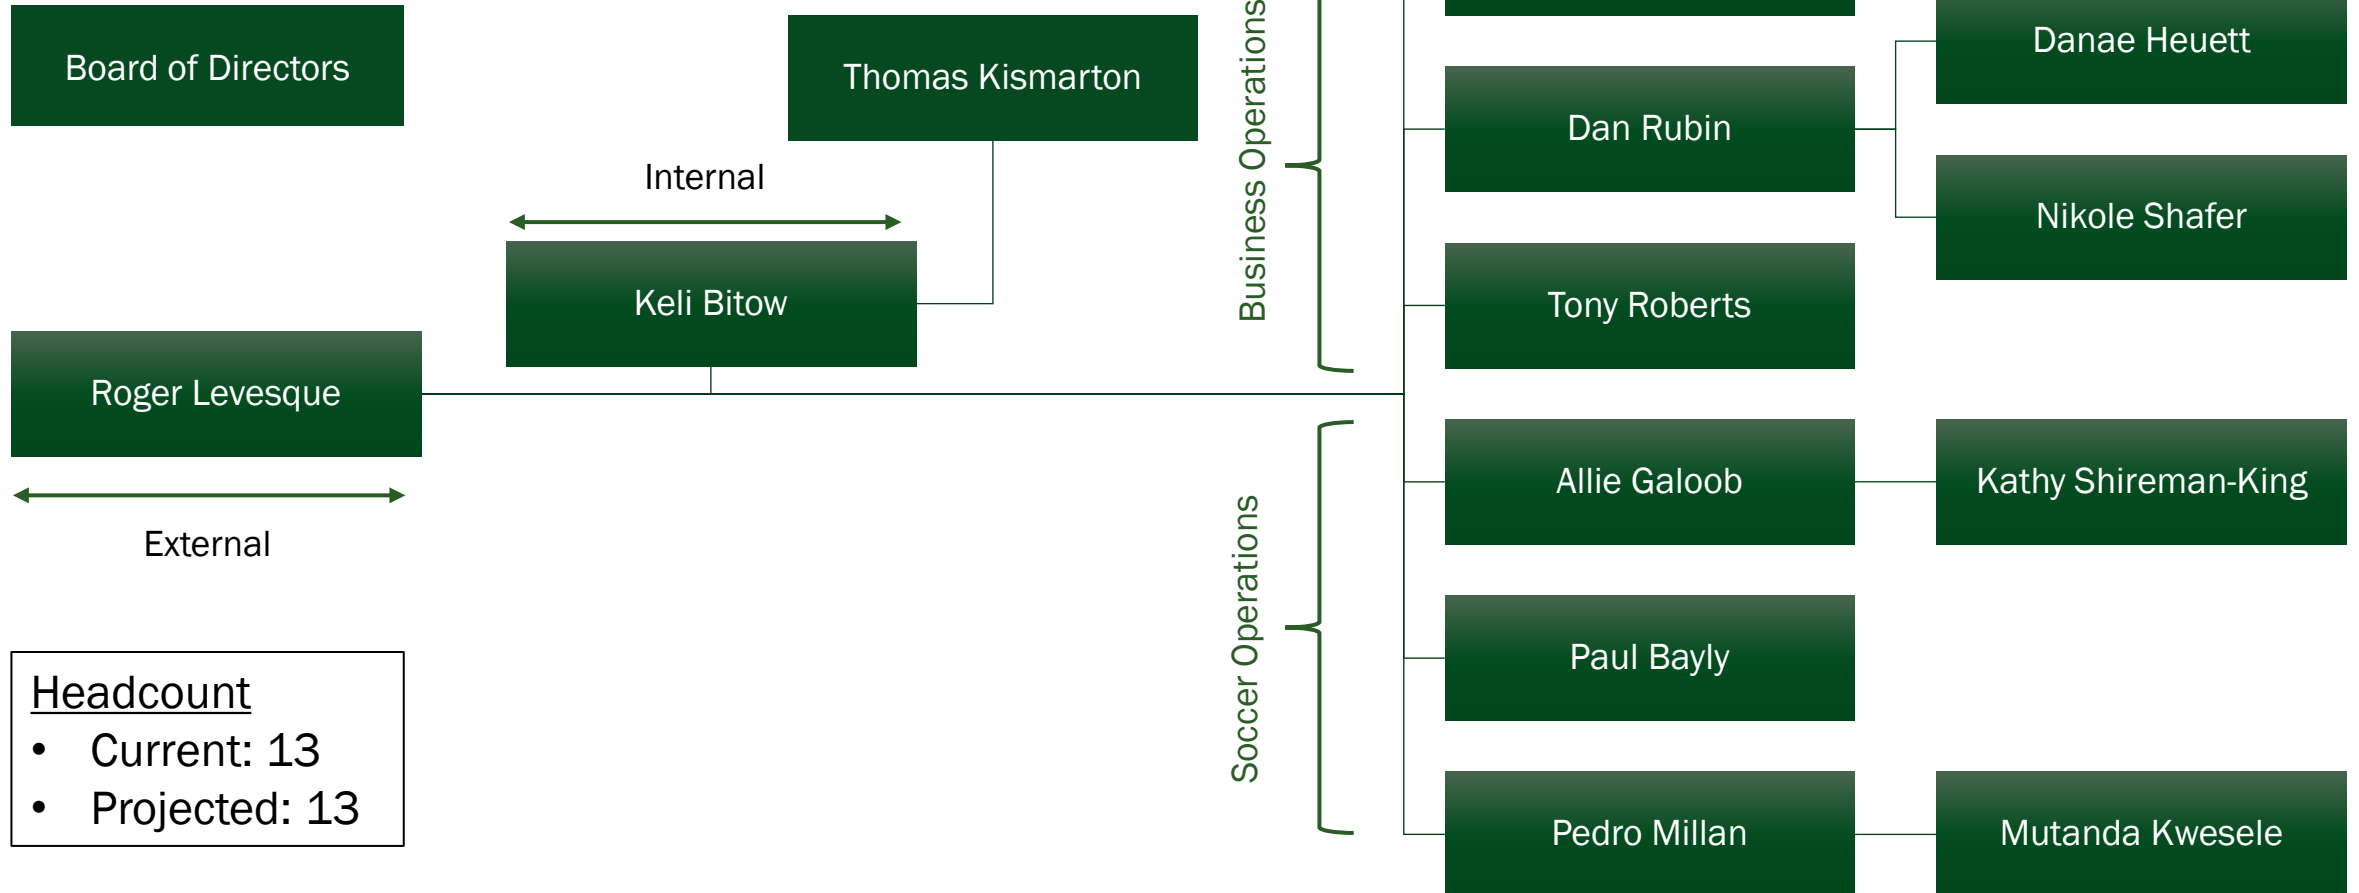 Board of Directors
Thomas Kismarton
Internal
Keli Bitow
Roger Levesque
External
Headcount
• Current: 13
• Projected: 13
Business Operations
Soccer Operations
Danae Heuett
Dan Rubin
Nikole Shafer
Tony Roberts
Allie Galoob
Kathy Shireman-King
Paul Bayly
Pedro Millan
Mutanda Kwesele